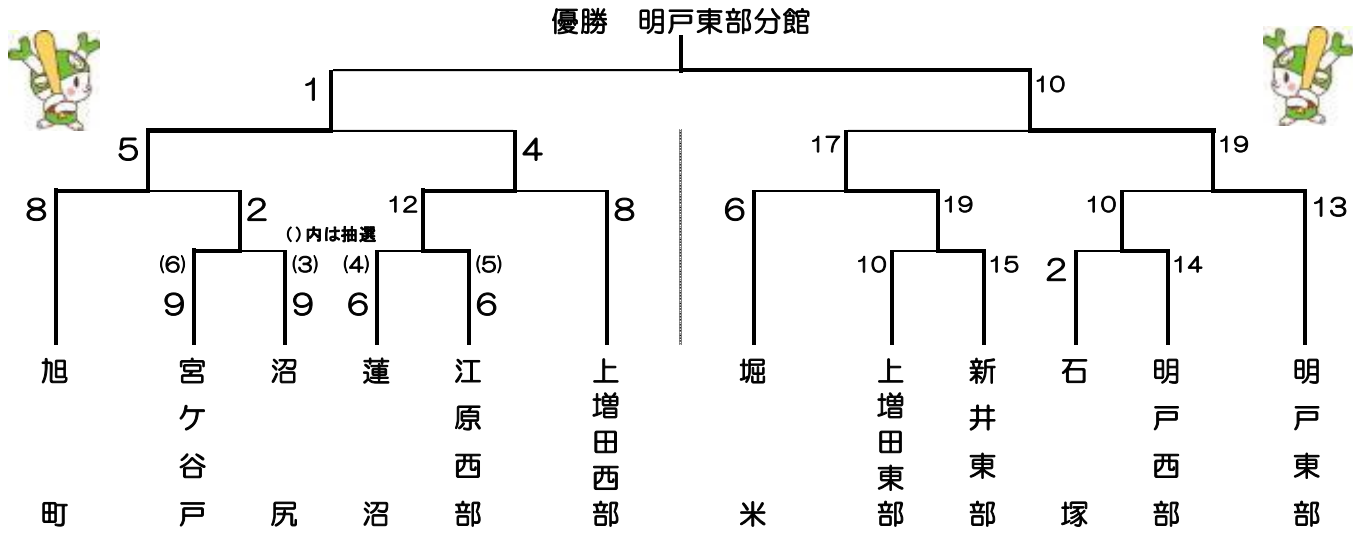 優勝　明戸東部分館
1
10
5
4
17
19
8
2
12
8
6
19
10
13
()内は抽選
(6)
(3)
(4)
(5)
10
15
2
14
9
9
6
6
旭町
宮ケ谷戸
沼尻
蓮沼
江原西部
上増田西部
堀米
上増田東部
新井東部
石塚
明戸西部
明戸東部